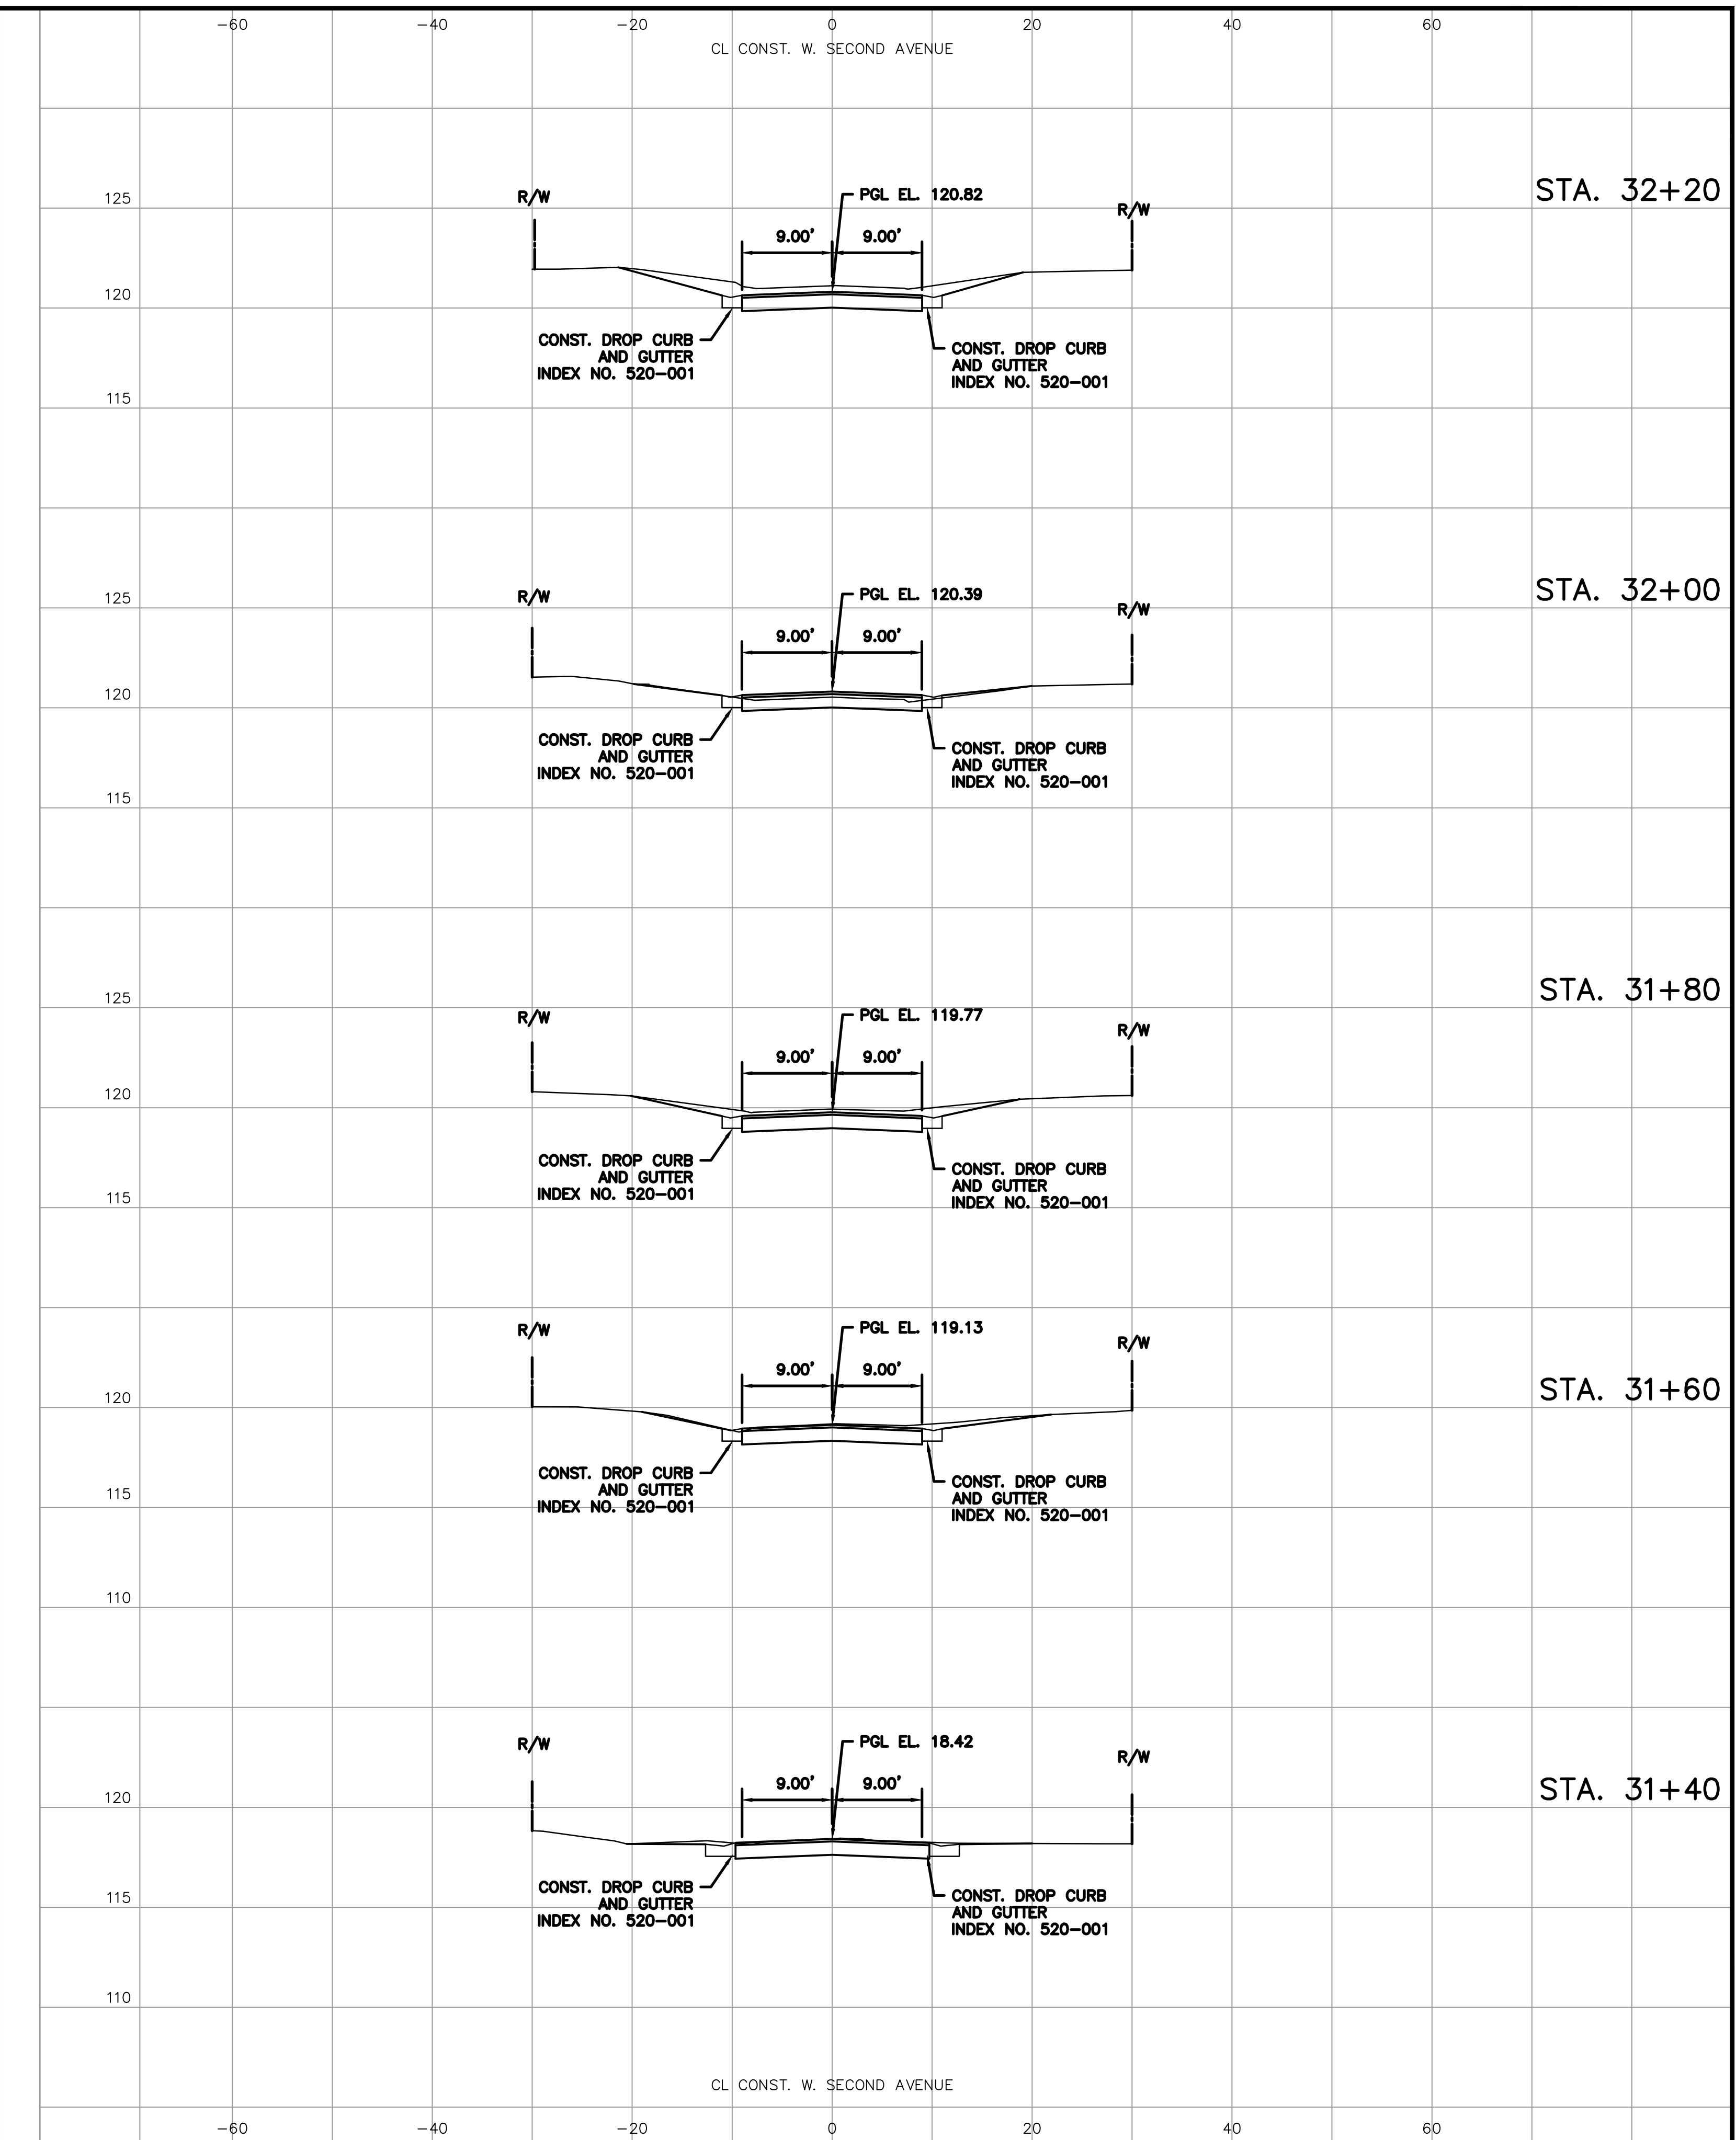 -60 -40 -20 0 20 40 60
CL CONST. W. SECOND AVENUE
STA. 32+20
125
R/W
PGL EL. 120.82
R/W
9.00' 9.00'
120
CONST. DROP CURB
AND GUTTER
INDEX NO. 520-001
CONST. DROP CURB
AND GUTTER
INDEX NO. 520-001
115
STA. 32+00
125
R/W
PGL EL. 120.39
R/W
9.00' 9.00'
120
CONST. DROP CURB
AND GUTTER
INDEX NO. 520-001
CONST. DROP CURB
AND GUTTER
INDEX NO. 520-001
115
STA. 31+80
125
R/W
PGL EL. 119.77
R/W
9.00' 9.00'
120
CONST. DROP CURB
AND GUTTER
INDEX NO. 520-001
CONST. DROP CURB
AND GUTTER
INDEX NO. 520-001
115
R/W
PGL EL. 119.13
R/W
9.00' 9.00'
STA. 31+60
120
CONST. DROP CURB
AND GUTTER
INDEX NO. 520-001
CONST. DROP CURB
AND GUTTER
INDEX NO. 520-001
115
110
R/W
PGL EL. 18.42
R/W
9.00' 9.00'
STA. 31+40
120
CONST. DROP CURB
AND GUTTER
INDEX NO. 520-001
CONST. DROP CURB
AND GUTTER
INDEX NO. 520-001
115
110
CL CONST. W. SECOND AVENUE
-60 -40 -20 0 20 40 60